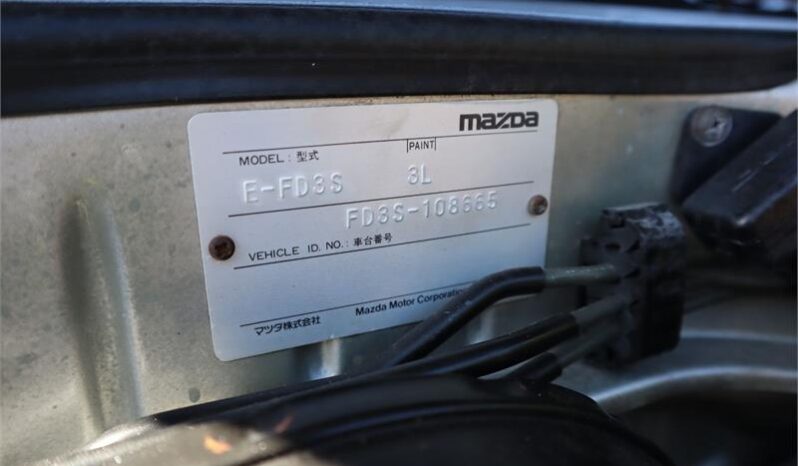 mazda
MODEL : 型式 PAINT
E-FD3S 3L
FD3S-108665
VEHICLE ID. NO. : 車台番号
マツダ株式会社 Mazda Motor Corporation